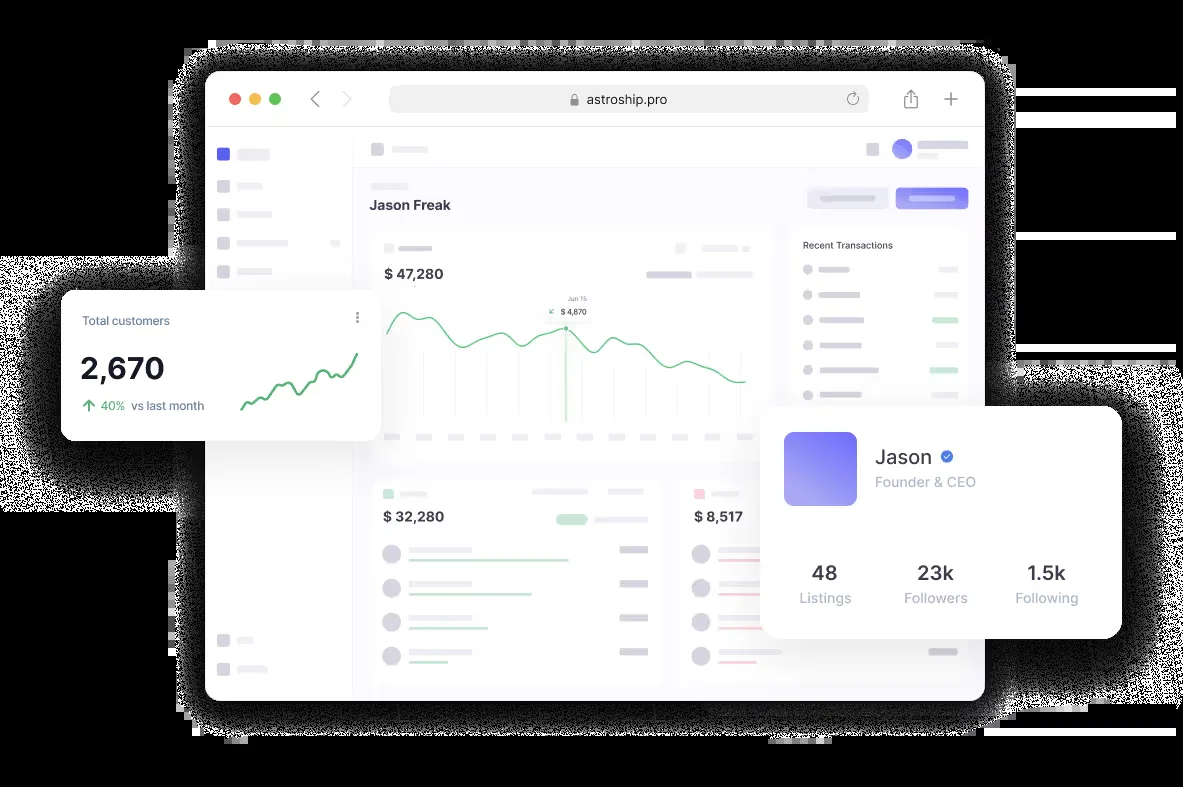 astroship.pro
Jason Freak
$ 47,280
Jun 15
$ 4,870
Recent Transactions
Total customers
2,670
40% vs last month
$ 32,280
$ 8,517
Jason
Founder & CEO
48
Listings
23k
Followers
1.5k
Following